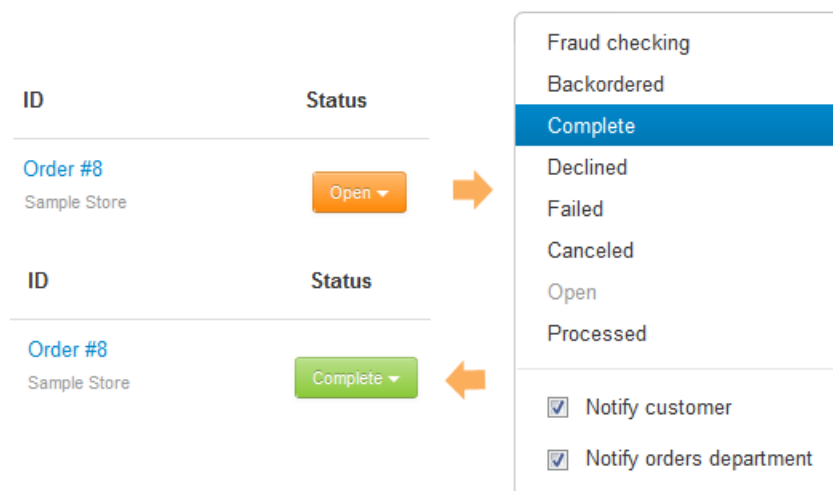 ID Status
Order #8
Sample Store
Open
ID Status
Order #8
Sample Store
Complete
Fraud checking
Backordered
Complete
Declined
Failed
Canceled
Open
Processed
Notify customer
Notify orders department